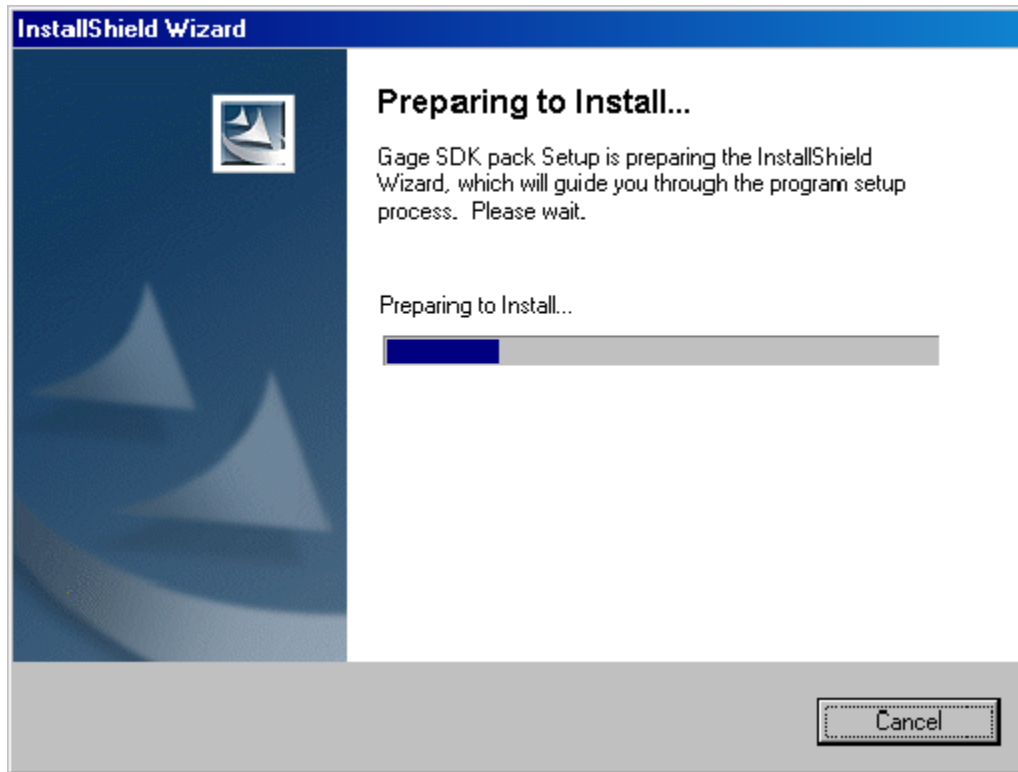 InstallShield Wizard
Preparing to Install...
Gage SDK pack Setup is preparing the InstallShield
Wizard, which will guide you through the program setup
process.  Please wait.
Preparing to Install...
Cancel